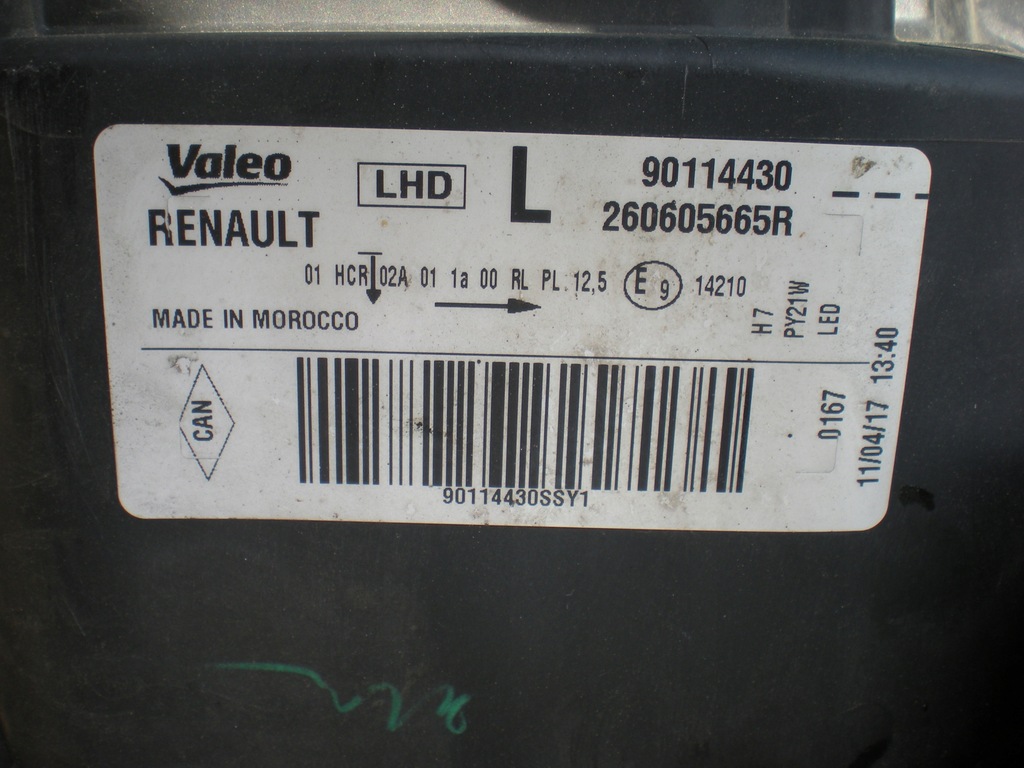 Valeo
RENAULT
LHD
L
90114430
260605665R
01 HCR 02A 01 1a 00 RL PL. 12,5 E 9 14210
MADE IN MOROCCO
H7
PY21W
LED
CAN
90114430SSY1
0167
11/04/17 13:40